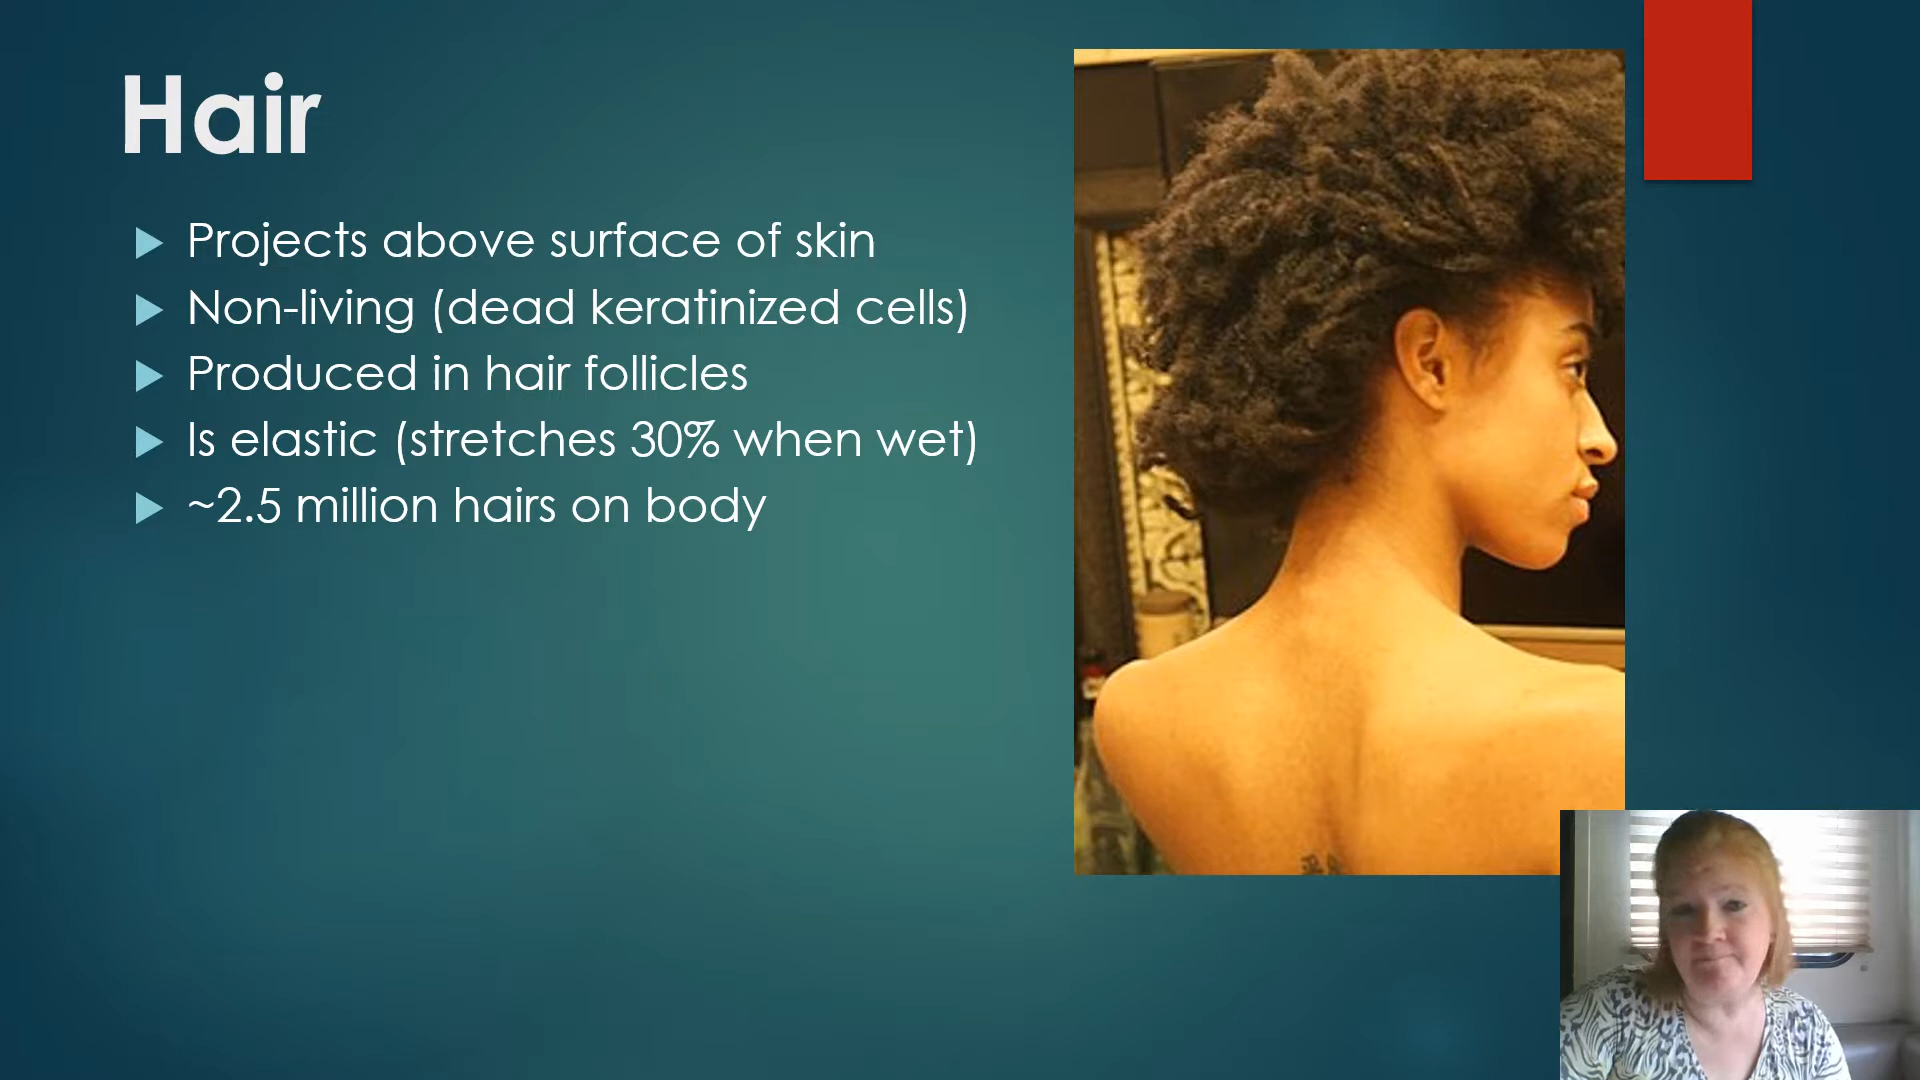 Hair
Projects above surface of skin
Non-living (dead keratinized cells)
Produced in hair follicles
Is elastic (stretches 30% when wet)
~2.5 million hairs on body